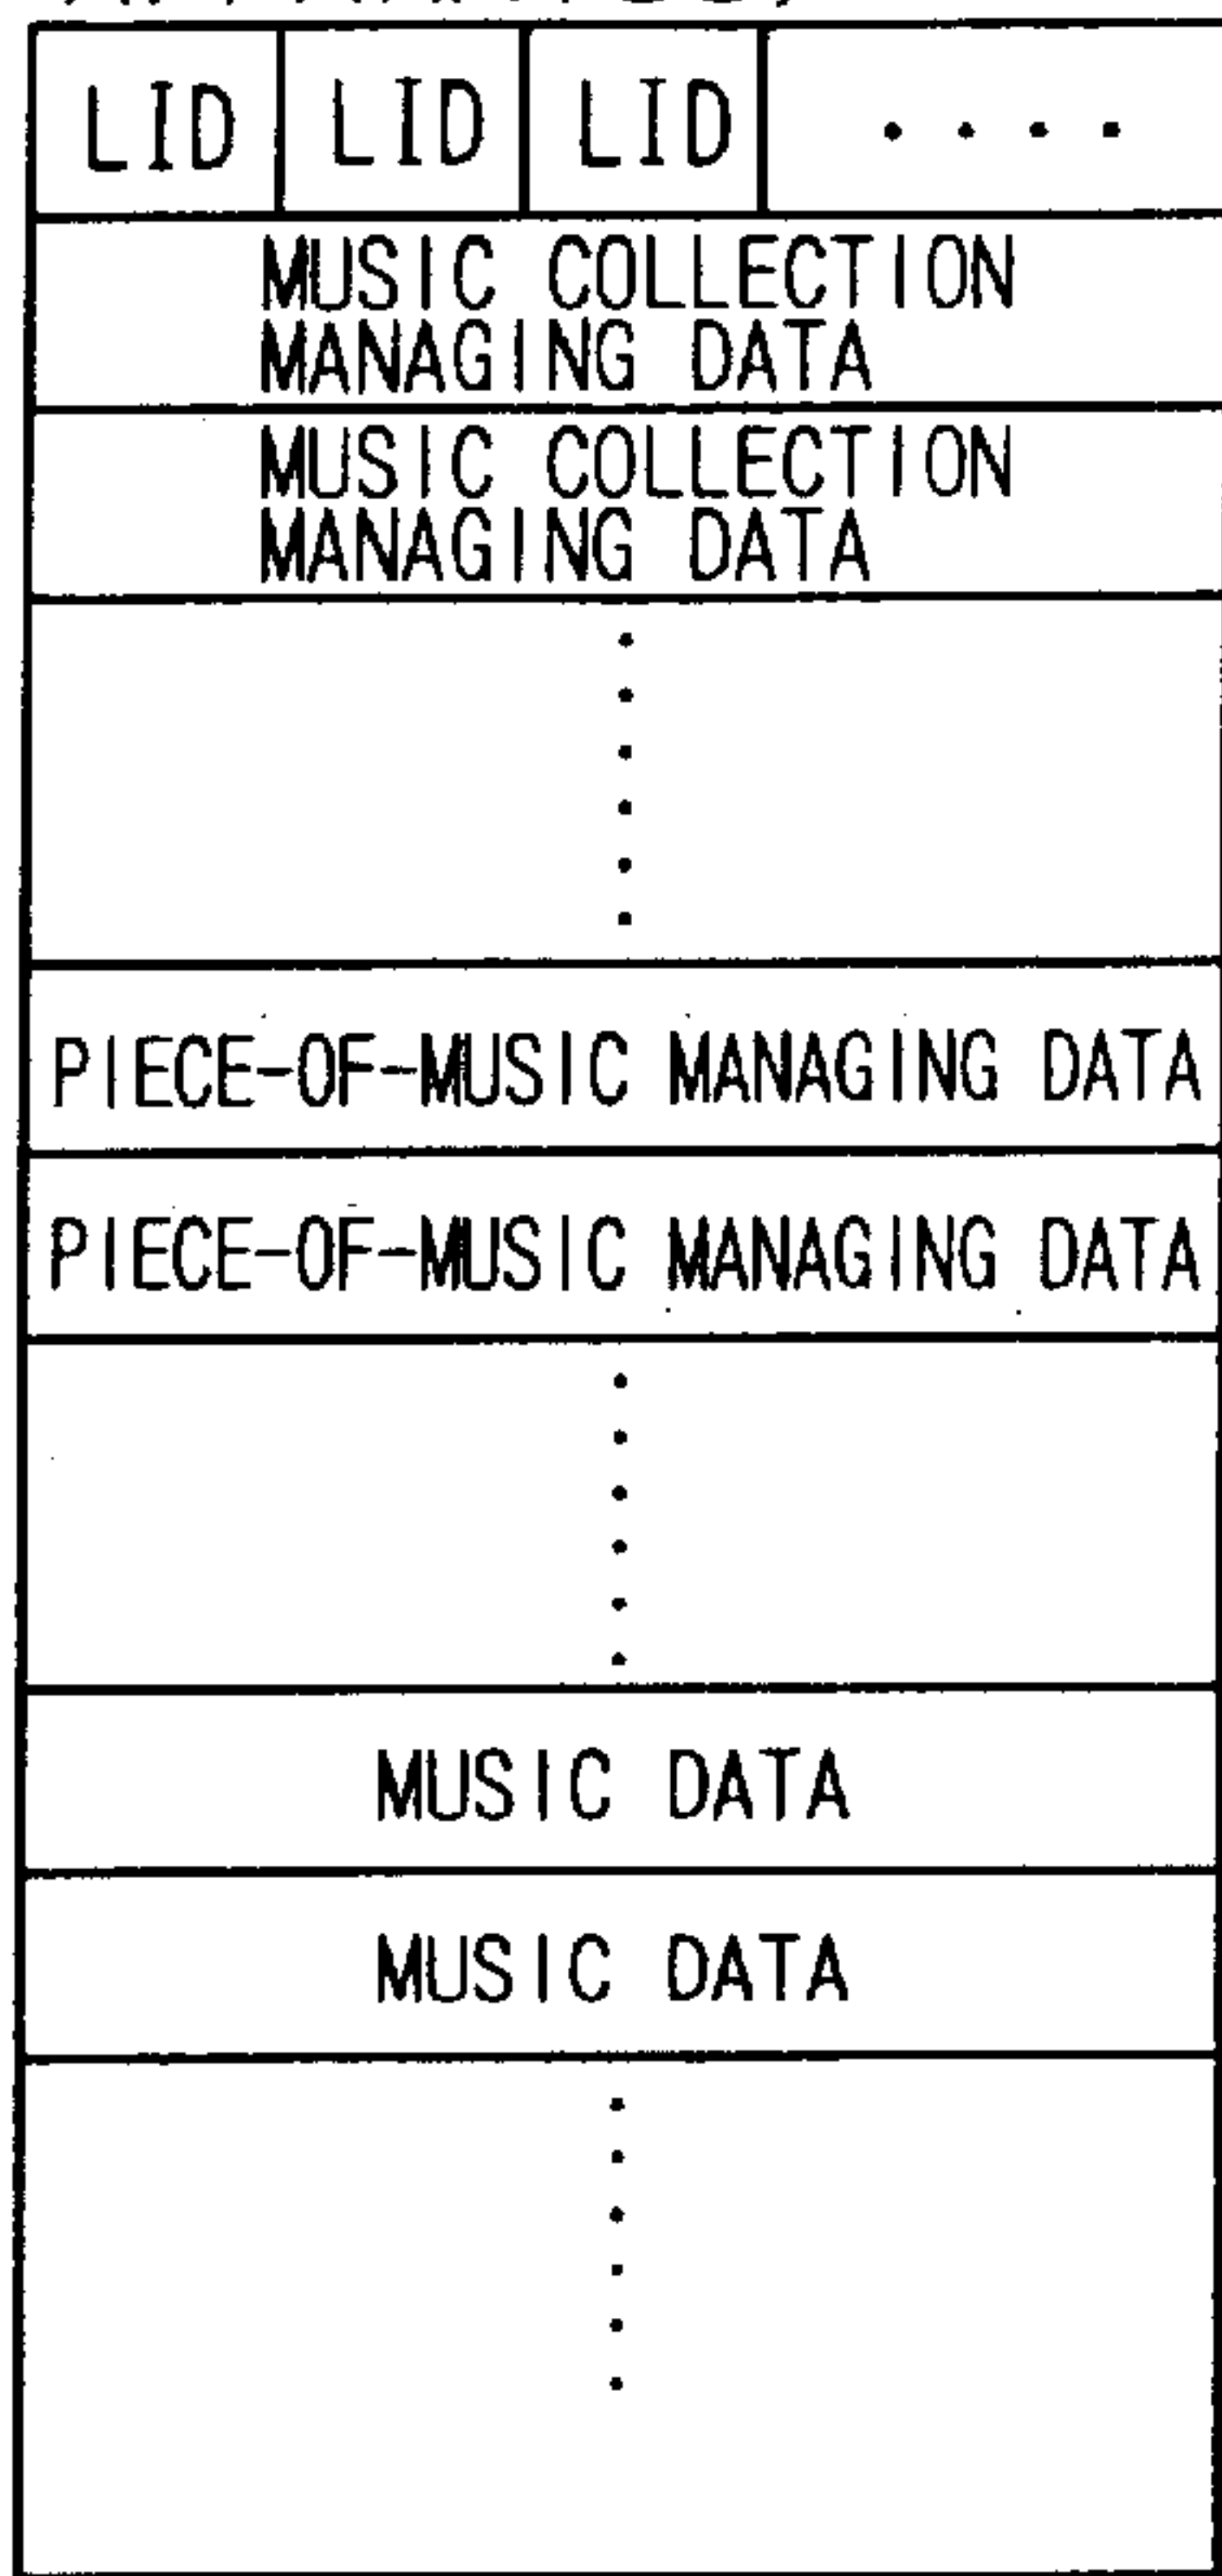 LID LID LID ....
MUSIC COLLECTION
MANAGING DATA
MUSIC COLLECTION
MANAGING DATA
PIECE-OF-MUSIC MANAGING DATA
PIECE-OF-MUSIC MANAGING DATA
MUSIC DATA
MUSIC DATA